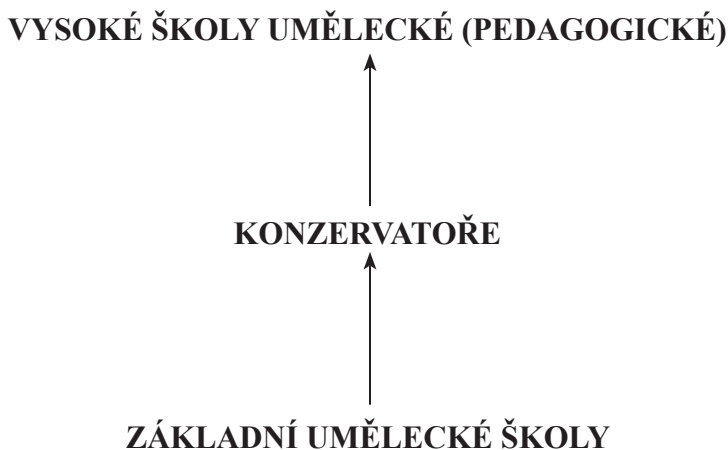 VYSOKÉ ŠKOLY UMĚLECKÉ (PEDAGOGICKÉ)
KONZERVATOŘE
ZÁKLADNÍ UMĚLECKÉ ŠKOLY